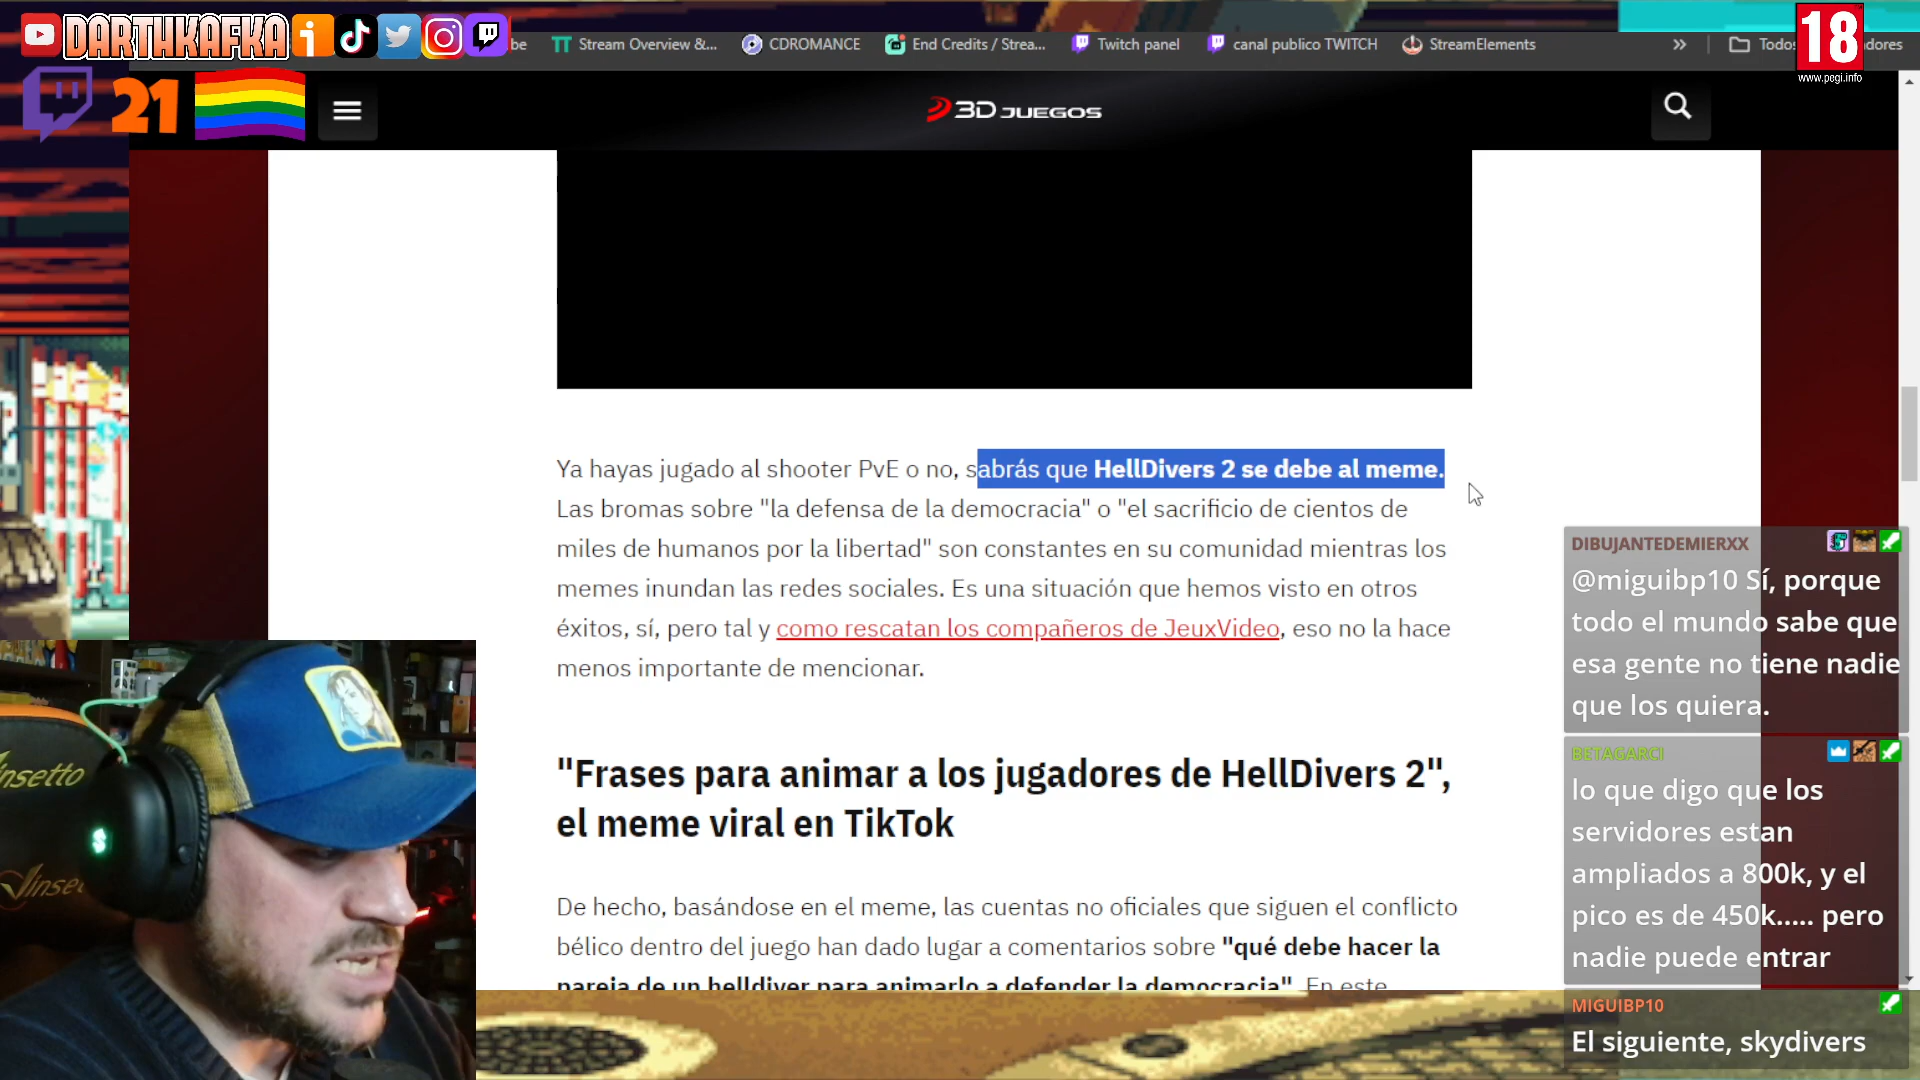 DARTHKAFKA
be
Stream Overview &...
CDROMANCE
End Credits / Strea...
Twitch panel
canal publico TWITCH
StreamElements
»
Todo
adores
18
www.pegi.info
21
3D JUEGOS
Ya hayas jugado al shooter PvE o no, sabrás que HellDivers 2 se debe al meme.
Las bromas sobre "la defensa de la democracia" o "el sacrificio de cientos de
miles de humanos por la libertad" son constantes en su comunidad mientras los
memes inundan las redes sociales. Es una situación que hemos visto en otros
éxitos, sí, pero tal y como rescatan los compañeros de JeuxVideo, eso no la hace
menos importante de mencionar.
"Frases para animar a los jugadores de HellDivers 2",
el meme viral en TikTok
De hecho, basándose en el meme, las cuentas no oficiales que siguen el conflicto
bélico dentro del juego han dado lugar a comentarios sobre "qué debe hacer la
pareja de un helldiver para animarlo a defender la democracia". En este
DIBUJANTEDEMIERXX
@miguibp10 Sí, porque
todo el mundo sabe que
esa gente no tiene nadie
que los quiera.
BETAGARCI
lo que digo que los
servidores estan
ampliados a 800k, y el
pico es de 450k..... pero
nadie puede entrar
MIGUIBP10
El siguiente, skydivers